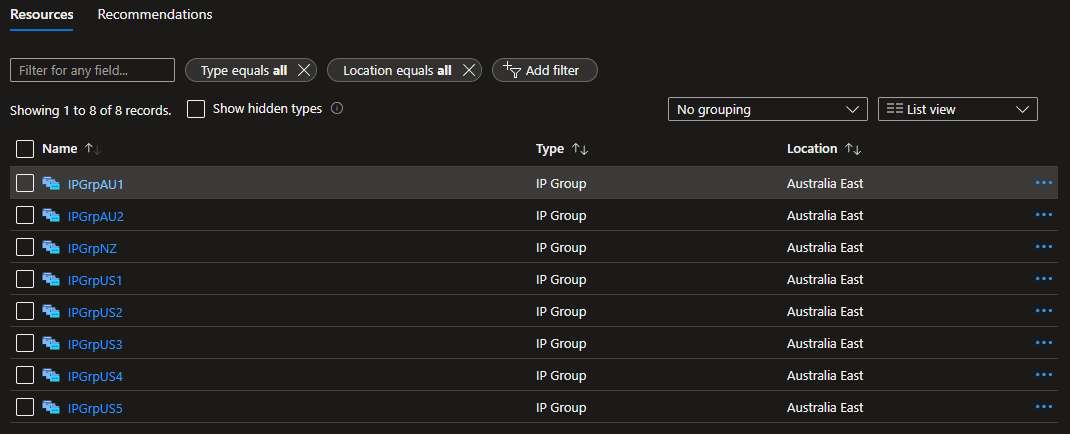 Resources Recommendations
Filter for any field... Type equals all Location equals all Add filter
Showing 1 to 8 of 8 records. Show hidden types No grouping List view
Name Type Location
IPGrpAU1 IP Group Australia East
IPGrpAU2 IP Group Australia East
IPGrpNZ IP Group Australia East
IPGrpUS1 IP Group Australia East
IPGrpUS2 IP Group Australia East
IPGrpUS3 IP Group Australia East
IPGrpUS4 IP Group Australia East
IPGrpUS5 IP Group Australia East